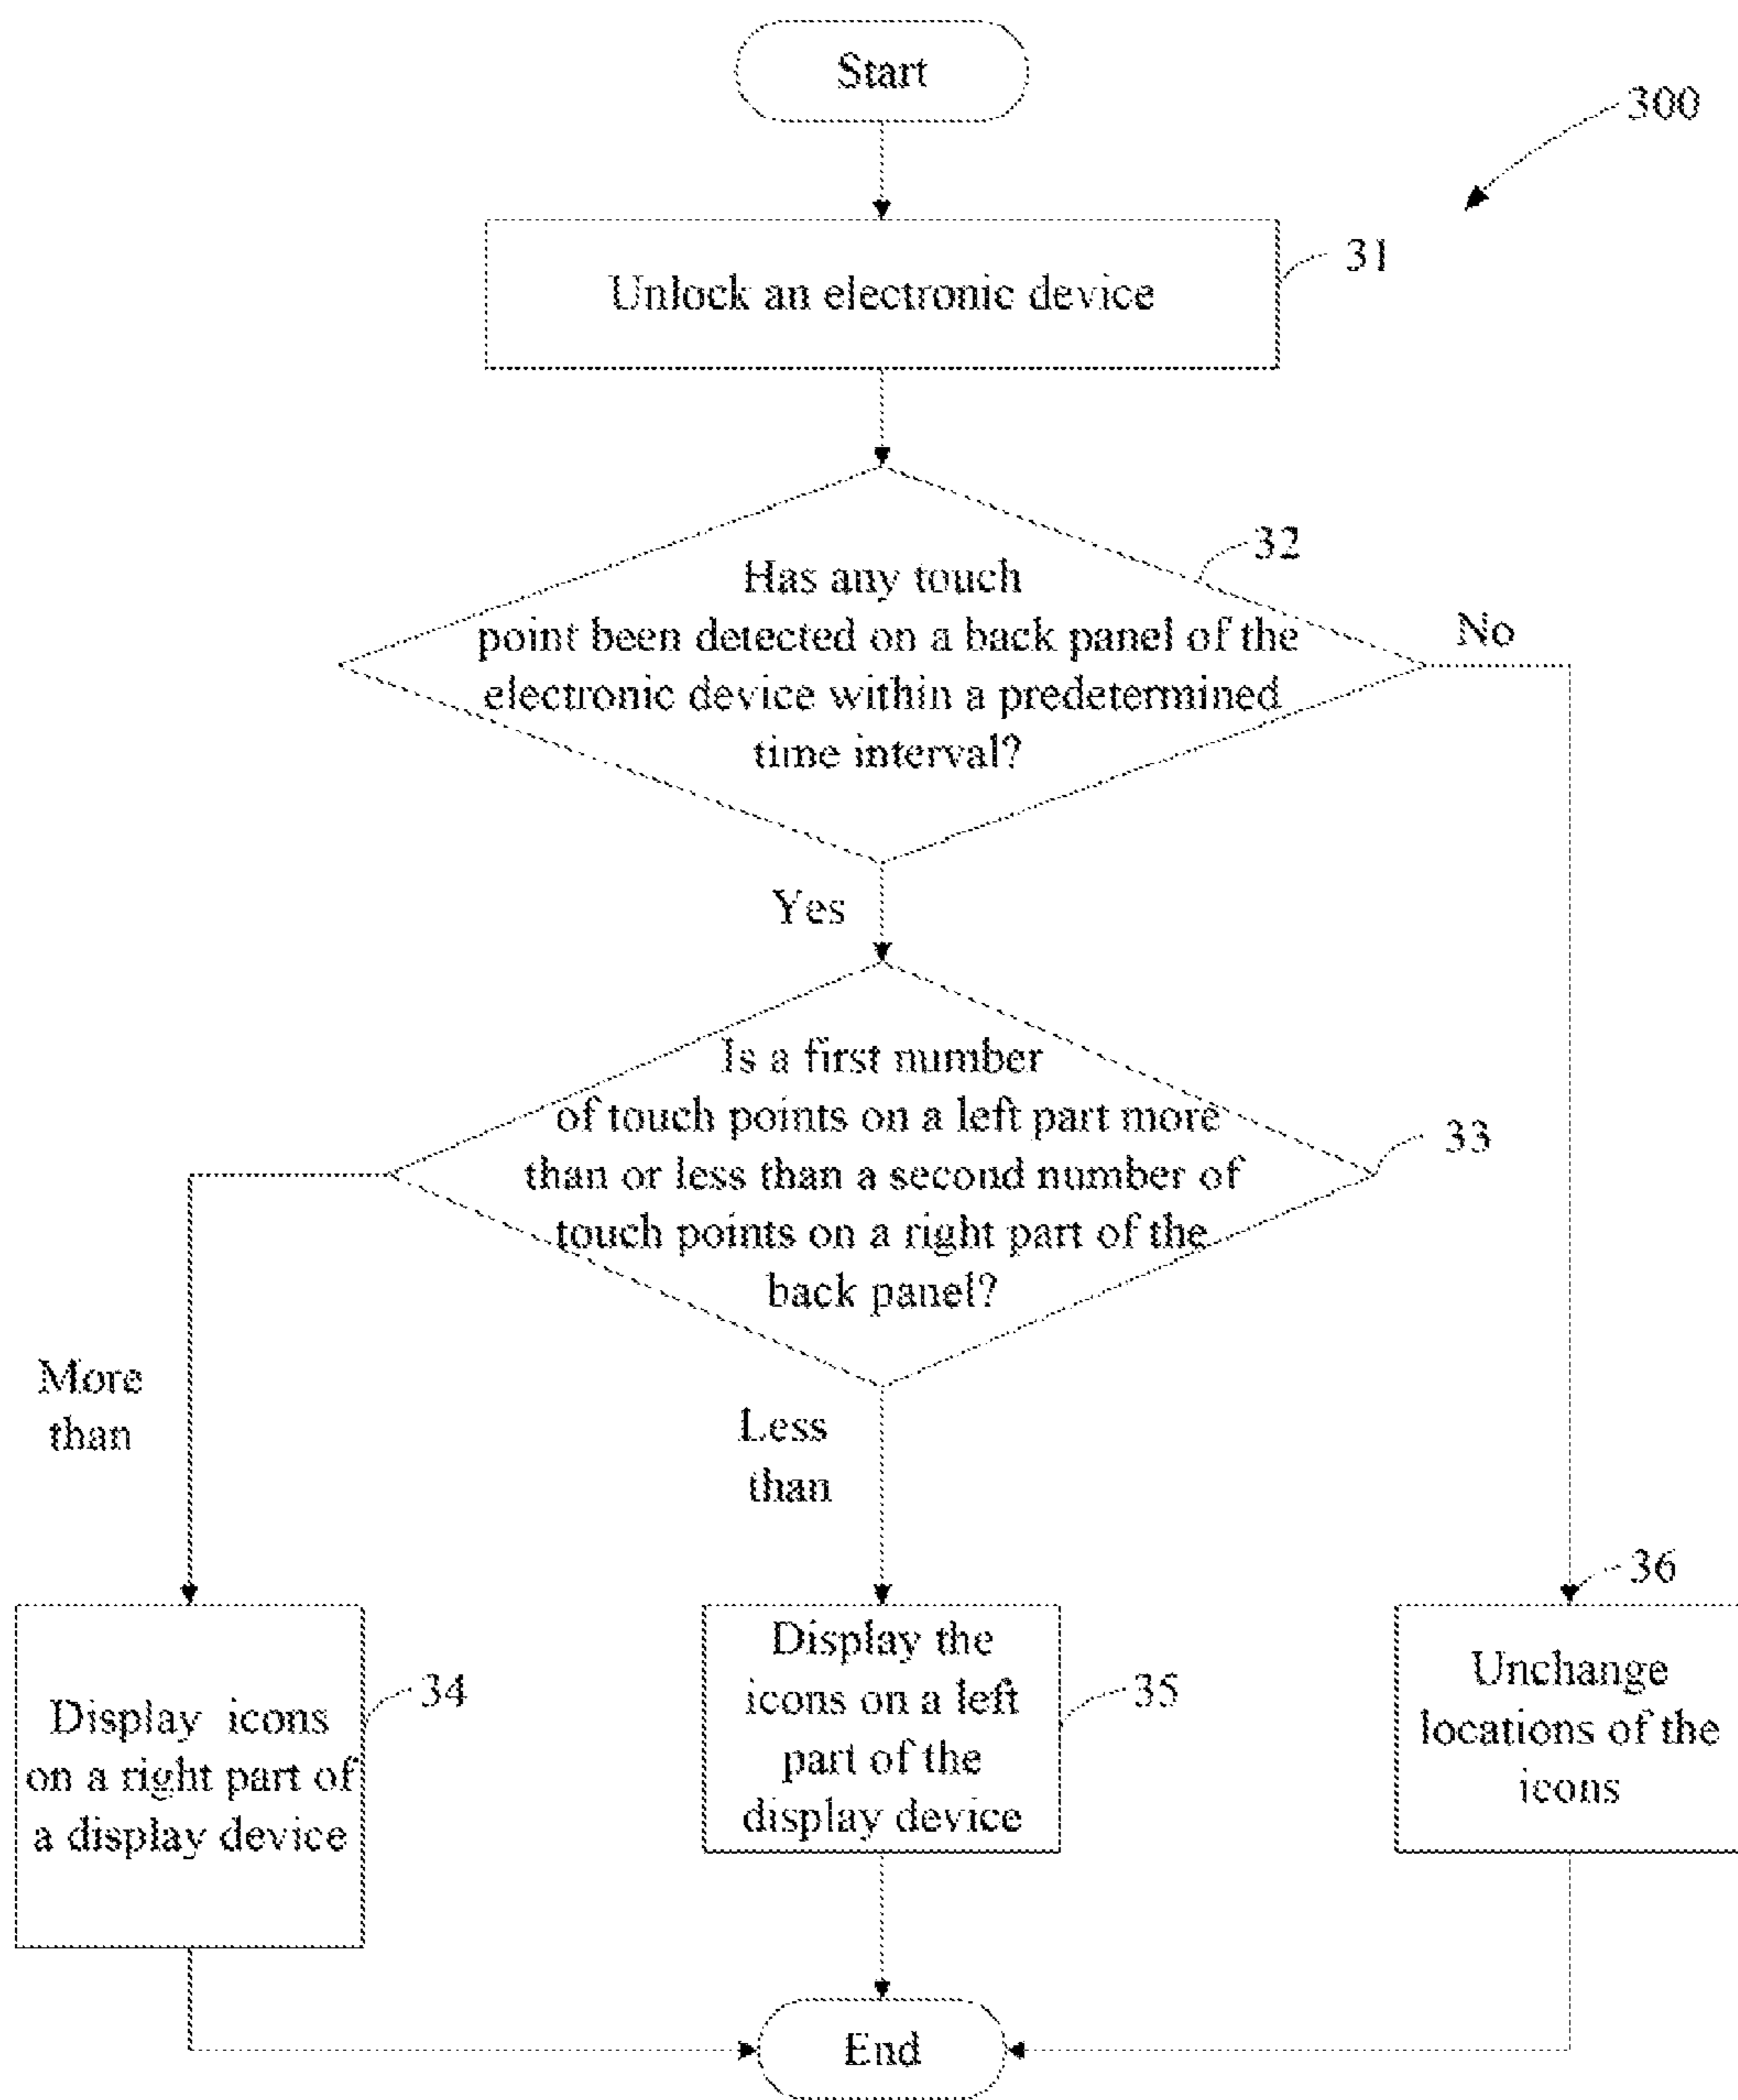 Start
300
31
Unlock an electronic device
32
Has any touch
point been detected on a back panel of the
electronic device within a predetermined
time interval?
No
Yes
Is a first number
of touch points on a left part more
than or less than a second number of
touch points on a right part of the
back panel?
33
More
than
Less
than
34
Display icons
on a right part of
a display device
35
Display the
icons on a left
part of the
display device
36
Unchange
locations of the
icons
End